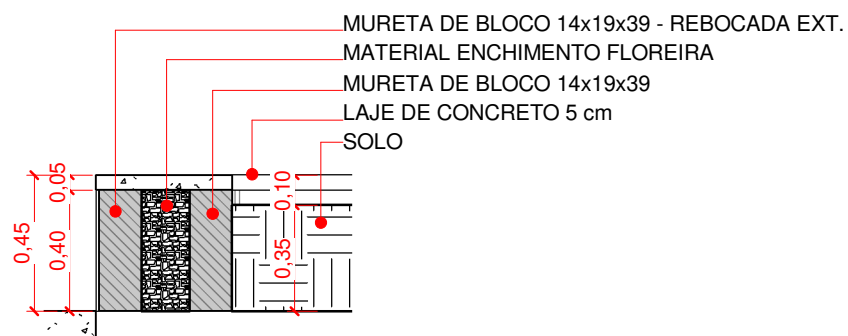 MURETA DE BLOCO 14x19x39 - REBOCADA EXT.
MATERIAL ENCHIMENTO FLOREIRA
MURETA DE BLOCO 14x19x39
LAJE DE CONCRETO 5 cm
SOLO
0,45
0,05
0,40
0,10
0,35